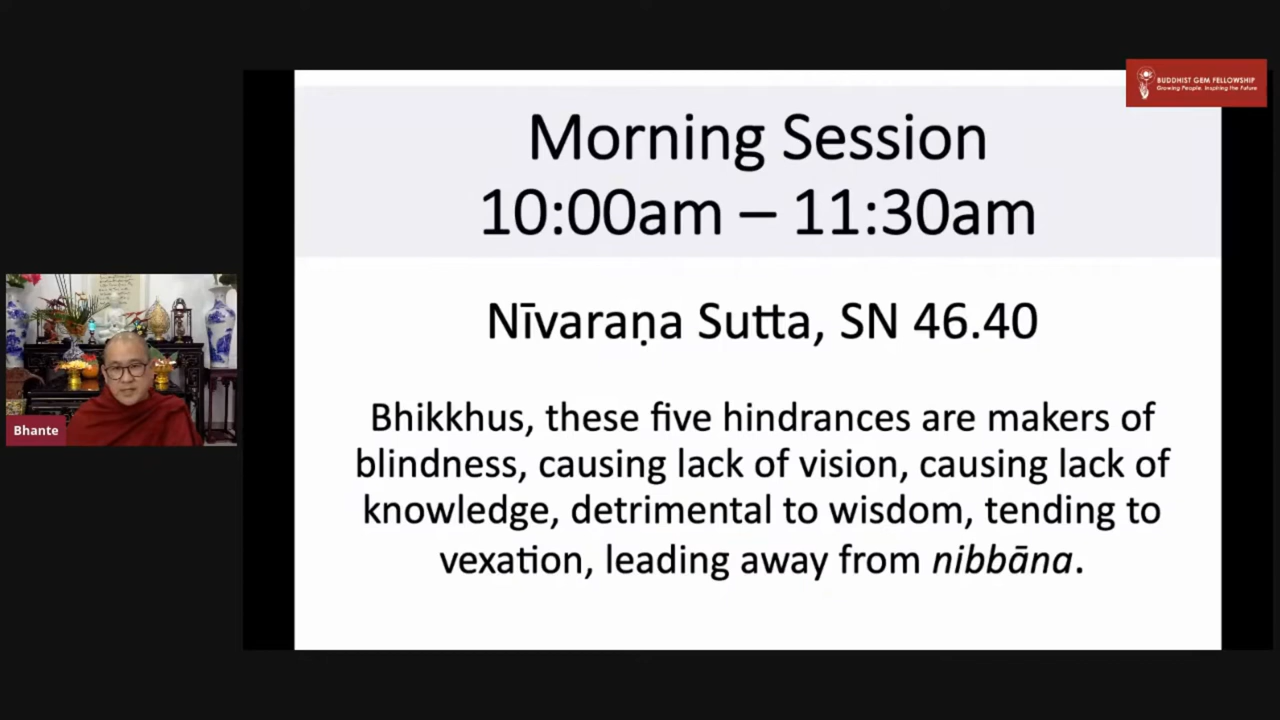 BUDDHIST GEM FELLOWSHIP
Growing People. Inspiring the Future
Morning Session
10:00am – 11:30am
Nīvaraṇa Sutta, SN 46.40
Bhikkhus, these five hindrances are makers of
blindness, causing lack of vision, causing lack of
knowledge, detrimental to wisdom, tending to
vexation, leading away from nibbāna.
Bhante